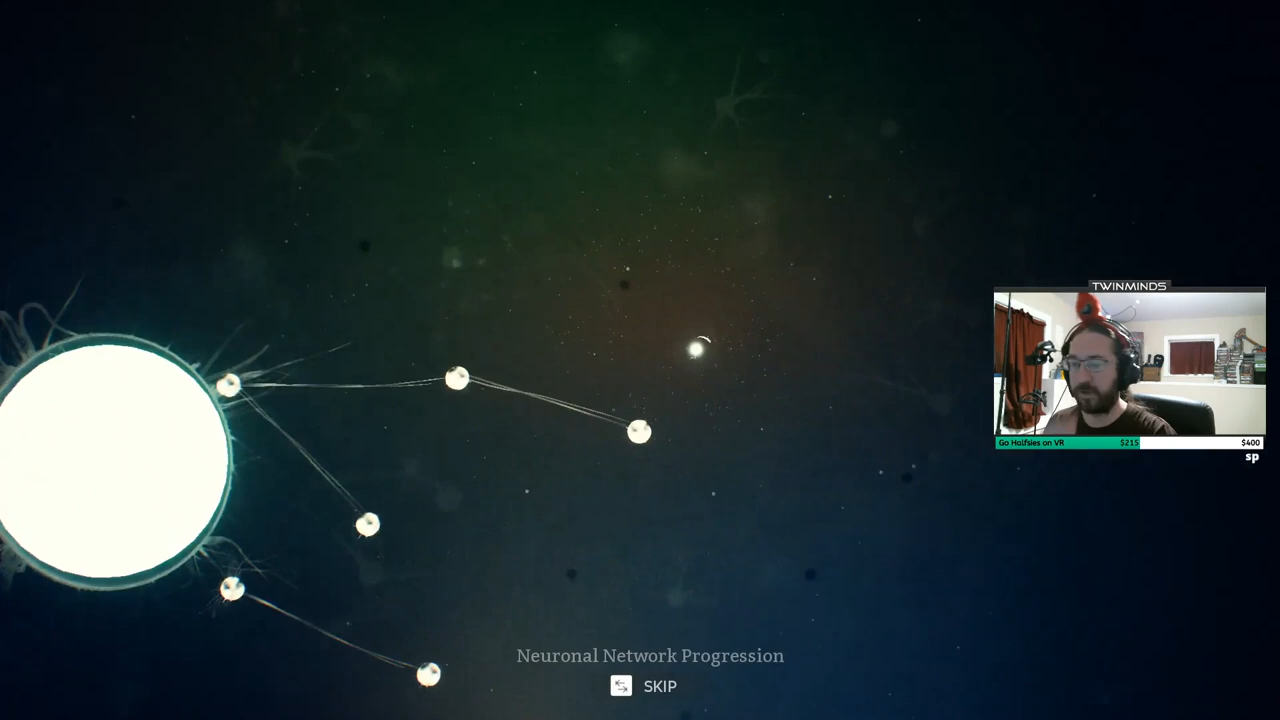 TWINMINDS
Go Halfsies on VR $215 $400
sp
Neuronal Network Progression
SKIP